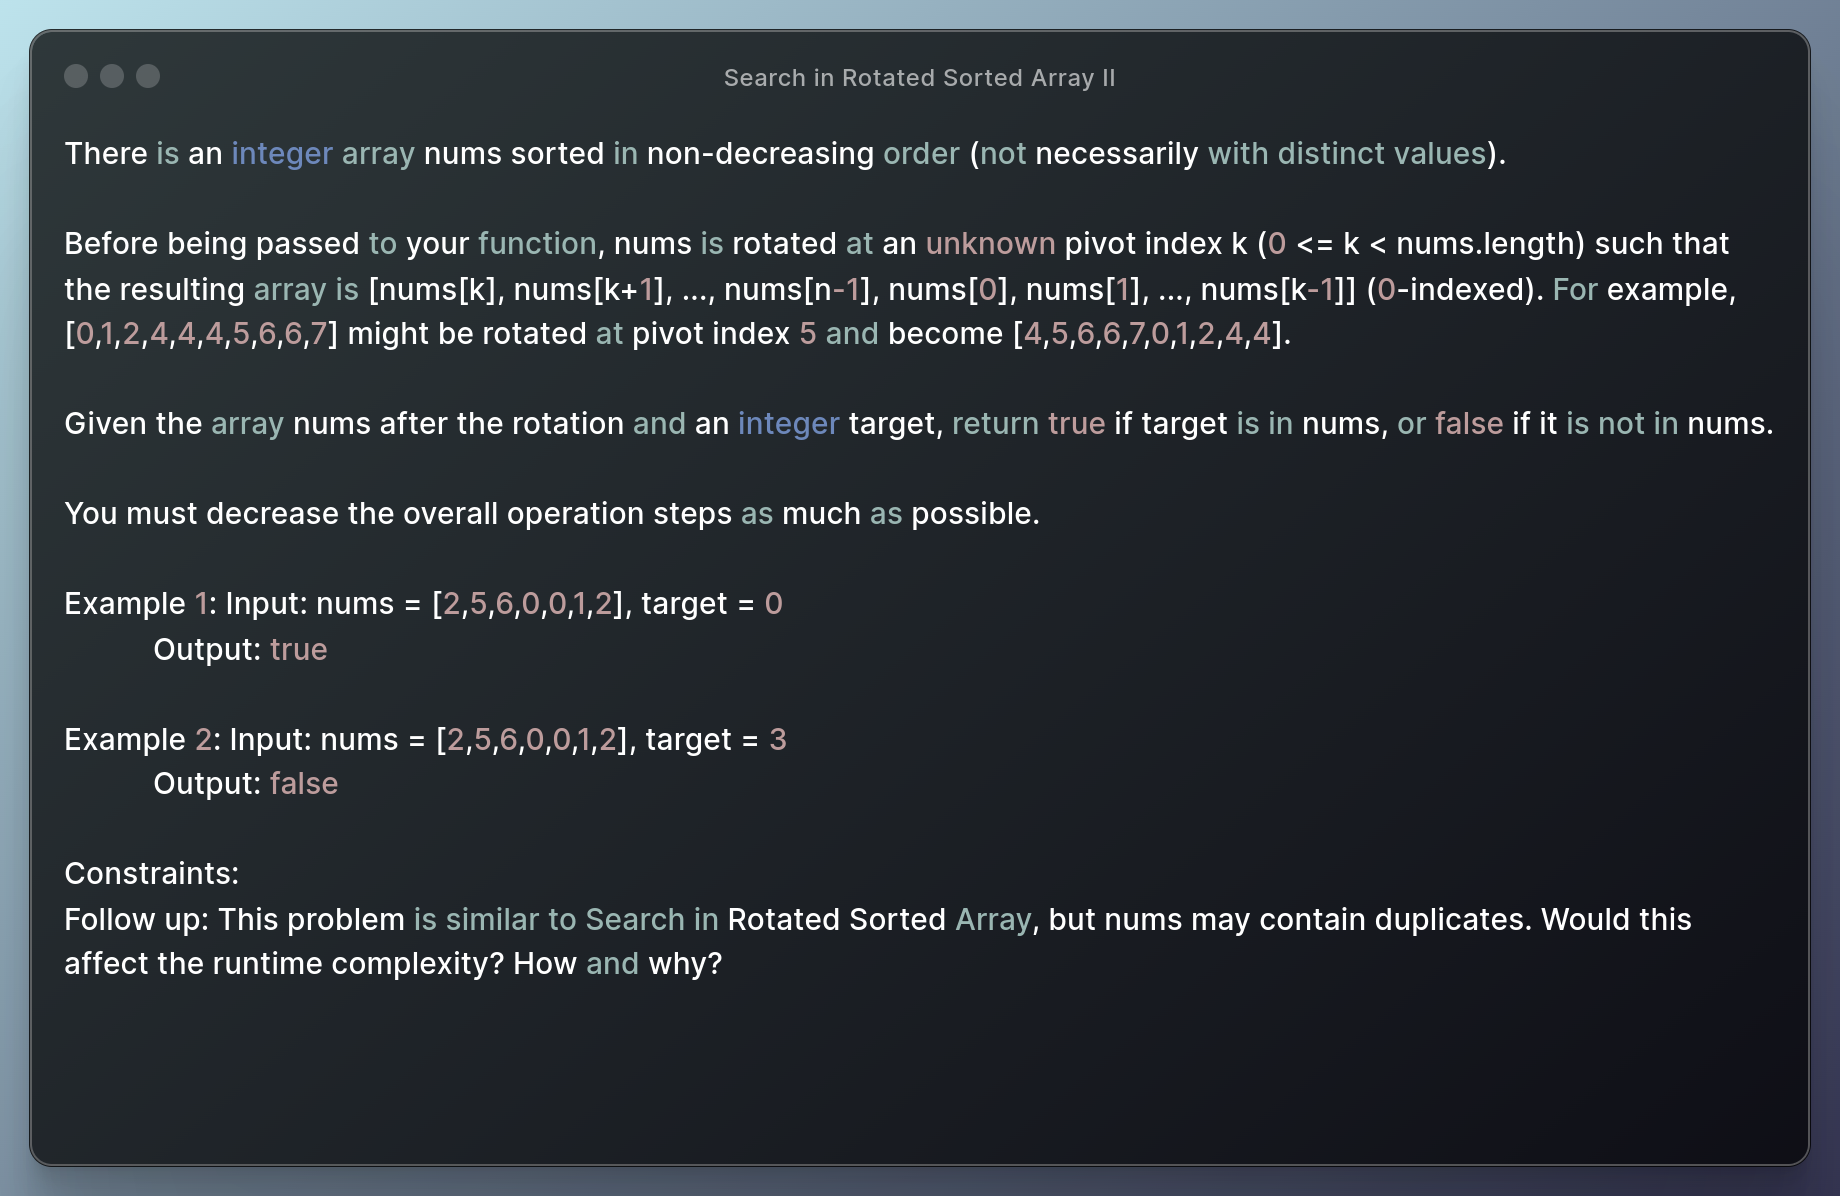 Search in Rotated Sorted Array II
There is an integer array nums sorted in non-decreasing order (not necessarily with distinct values).
Before being passed to your function, nums is rotated at an unknown pivot index k (0 <= k < nums.length) such that
the resulting array is [nums[k], nums[k+1], ..., nums[n-1], nums[0], nums[1], ..., nums[k-1]] (0-indexed). For example,
[0,1,2,4,4,4,5,6,6,7] might be rotated at pivot index 5 and become [4,5,6,6,7,0,1,2,4,4].
Given the array nums after the rotation and an integer target, return true if target is in nums, or false if it is not in nums.
You must decrease the overall operation steps as much as possible.
Example 1: Input: nums = [2,5,6,0,0,1,2], target = 0
Output: true
Example 2: Input: nums = [2,5,6,0,0,1,2], target = 3
Output: false
Constraints:
Follow up: This problem is similar to Search in Rotated Sorted Array, but nums may contain duplicates. Would this
affect the runtime complexity? How and why?